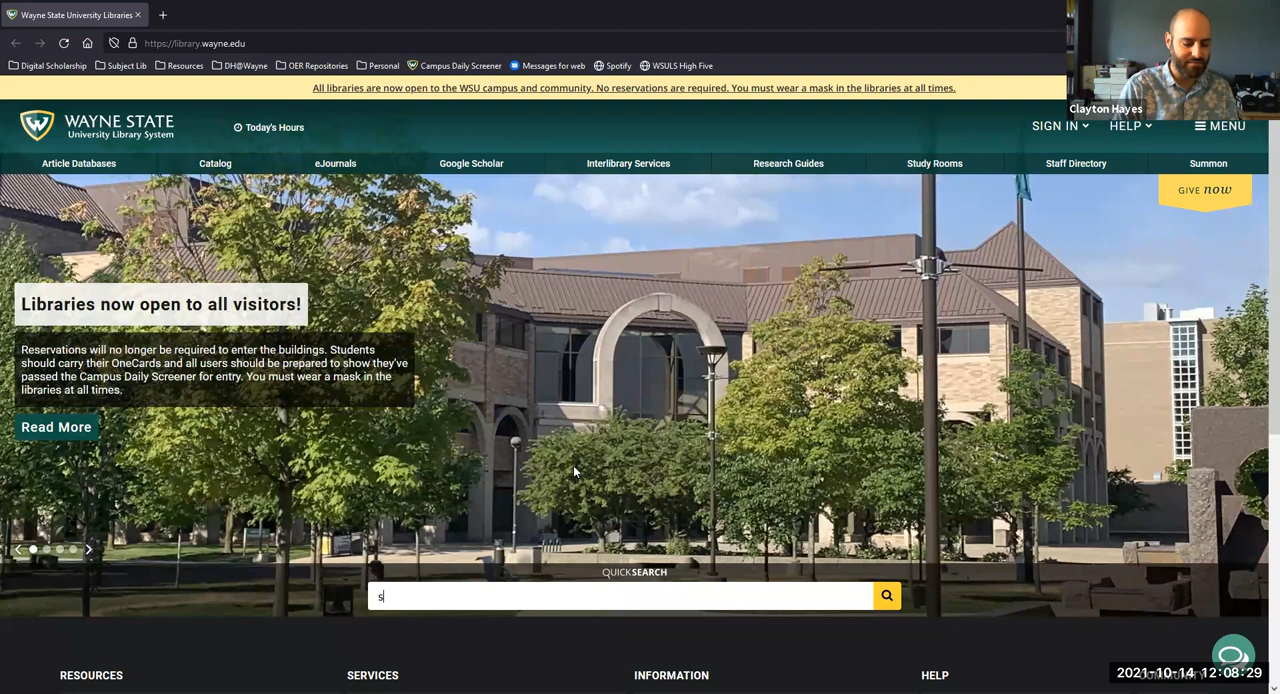 Wayne State University Libraries
https://library.wayne.edu
Digital Scholarship Subject Lib Resources DH@Wayne OER Repositories Personal Campus Daily Screener Messages for web Spotify WSULS High Five
All libraries are now open to the WSU campus and community. No reservations are required. You must wear a mask in the libraries at all times.
Clayton Hayes
WAYNE STATE
University Library System
Today's Hours
SIGN IN HELP MENU
Article Databases Catalog eJournals Google Scholar Interlibrary Services Research Guides Study Rooms Staff Directory Summon
GIVE now
Libraries now open to all visitors!
Reservations will no longer be required to enter the buildings. Students
should carry their OneCards and all users should be prepared to show they've
passed the Campus Daily Screener for entry. You must wear a mask in the
libraries at all times.
Read More
QUICKSEARCH
s
RESOURCES SERVICES INFORMATION HELP
2021-10-14 12:08:29